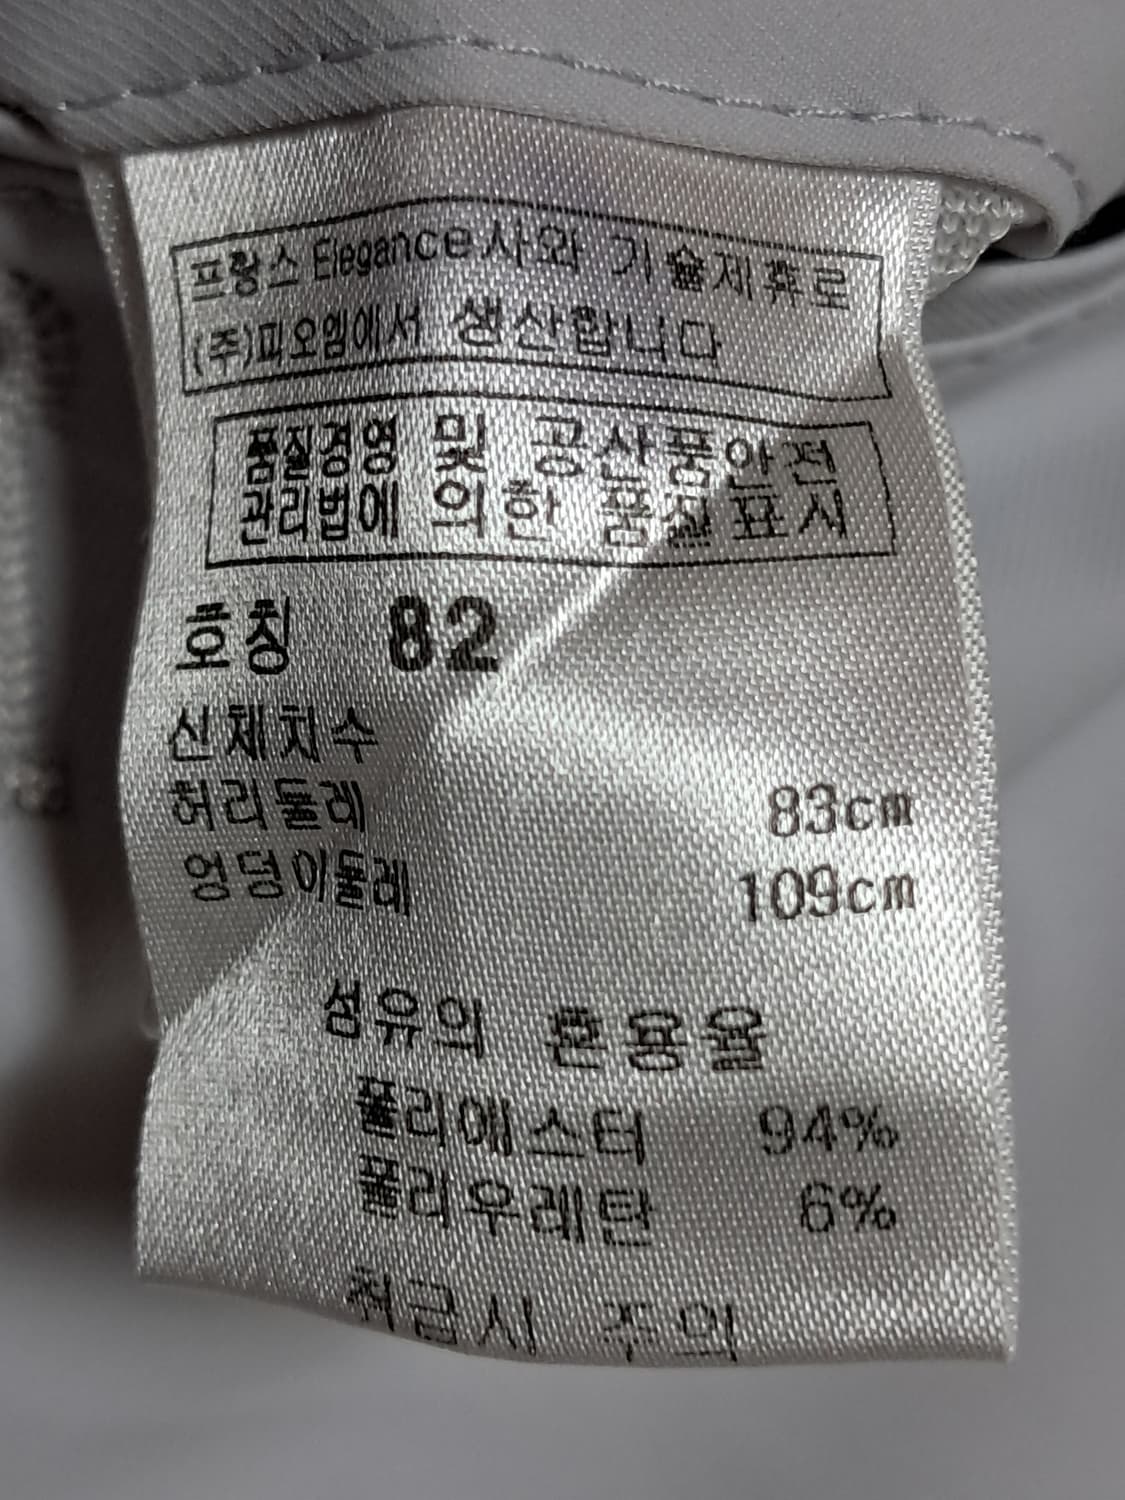 프랑스 Elegance사와 기술제휴로
(주)피오엠에서 생산합니다
품질경영 및 공산품안전
관리법에 의한 품질표시
호칭 82
신체치수
허리둘레 83cm
엉덩이둘레 109cm
섬유의 혼용율
폴리에스터 94%
폴리우레탄 6%
취급시 주의